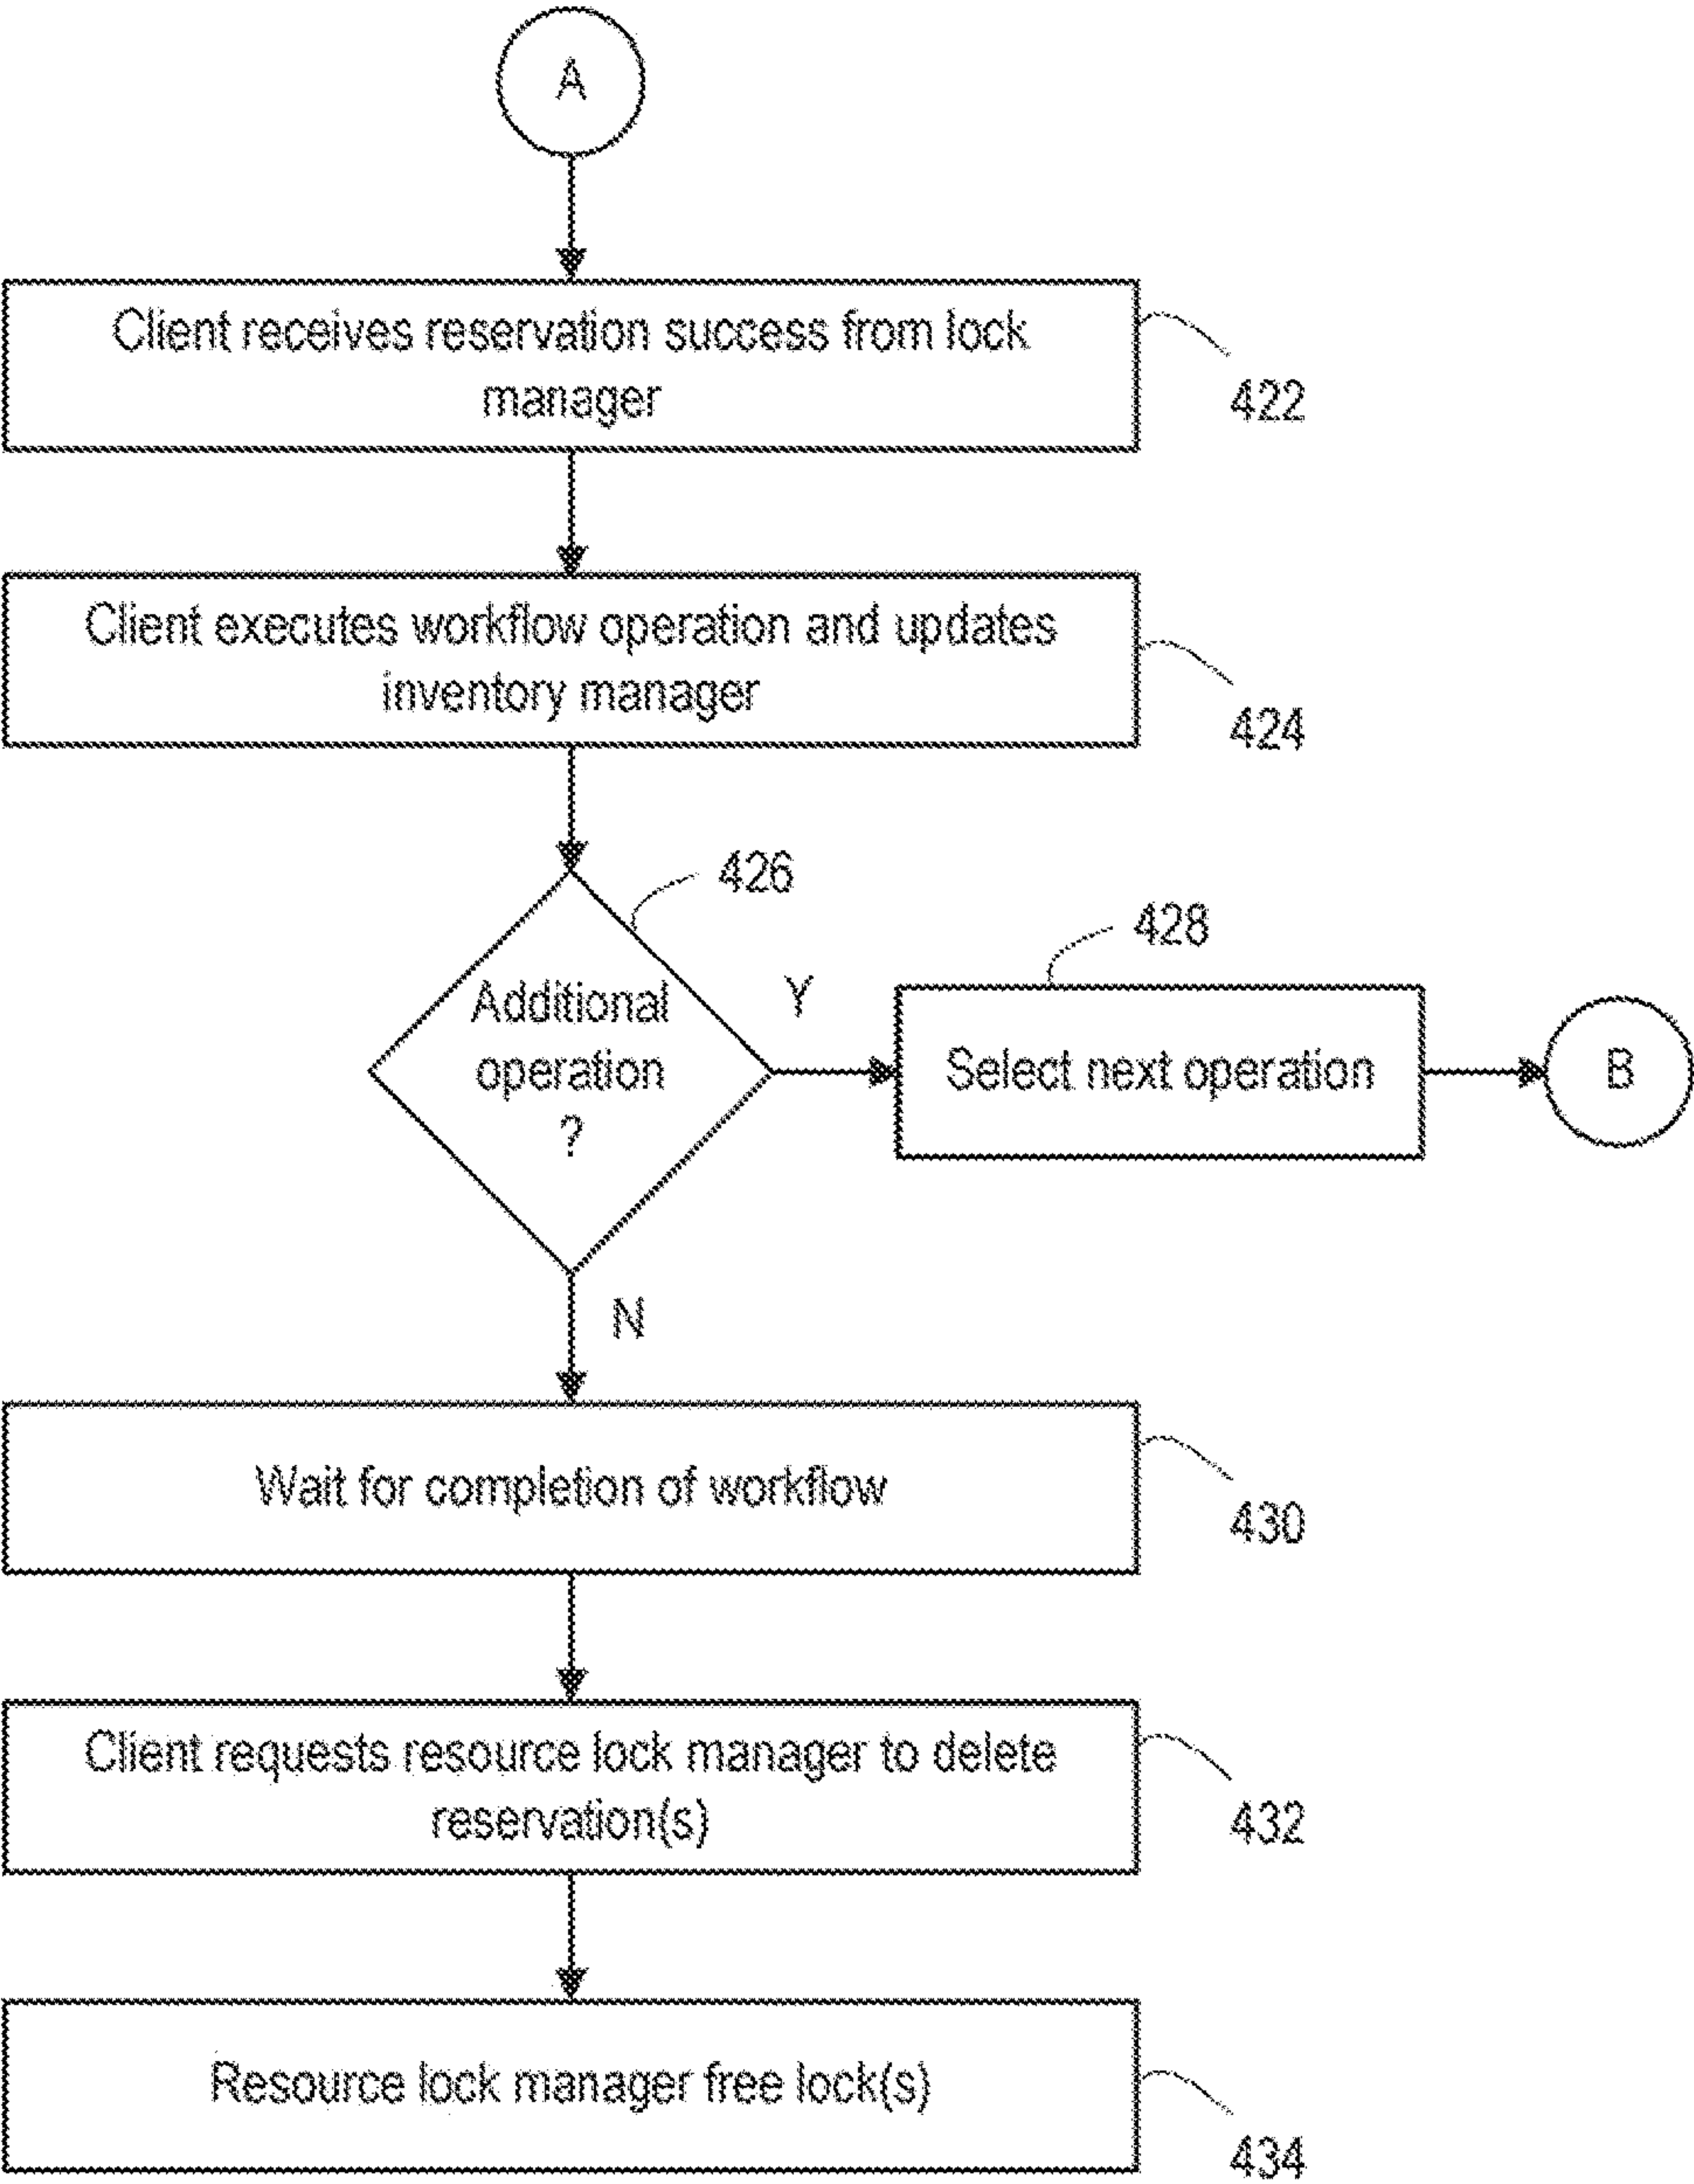 A
Client receives reservation success from lock
manager
422
Client executes workflow operation and updates
inventory manager
424
426
Additional
operation
?
Y
428
Select next operation
B
N
Wait for completion of workflow
430
Client requests resource lock manager to delete
reservation(s)
432
Resource lock manager free lock(s)
434